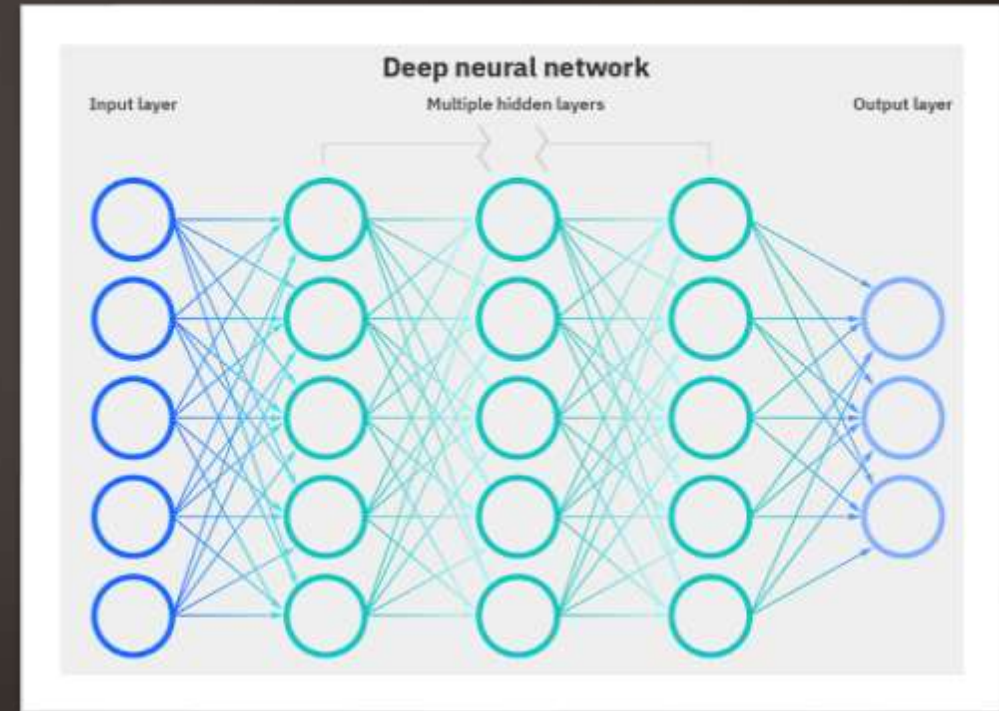 Deep neural network
Input layer
Multiple hidden layers
Output layer